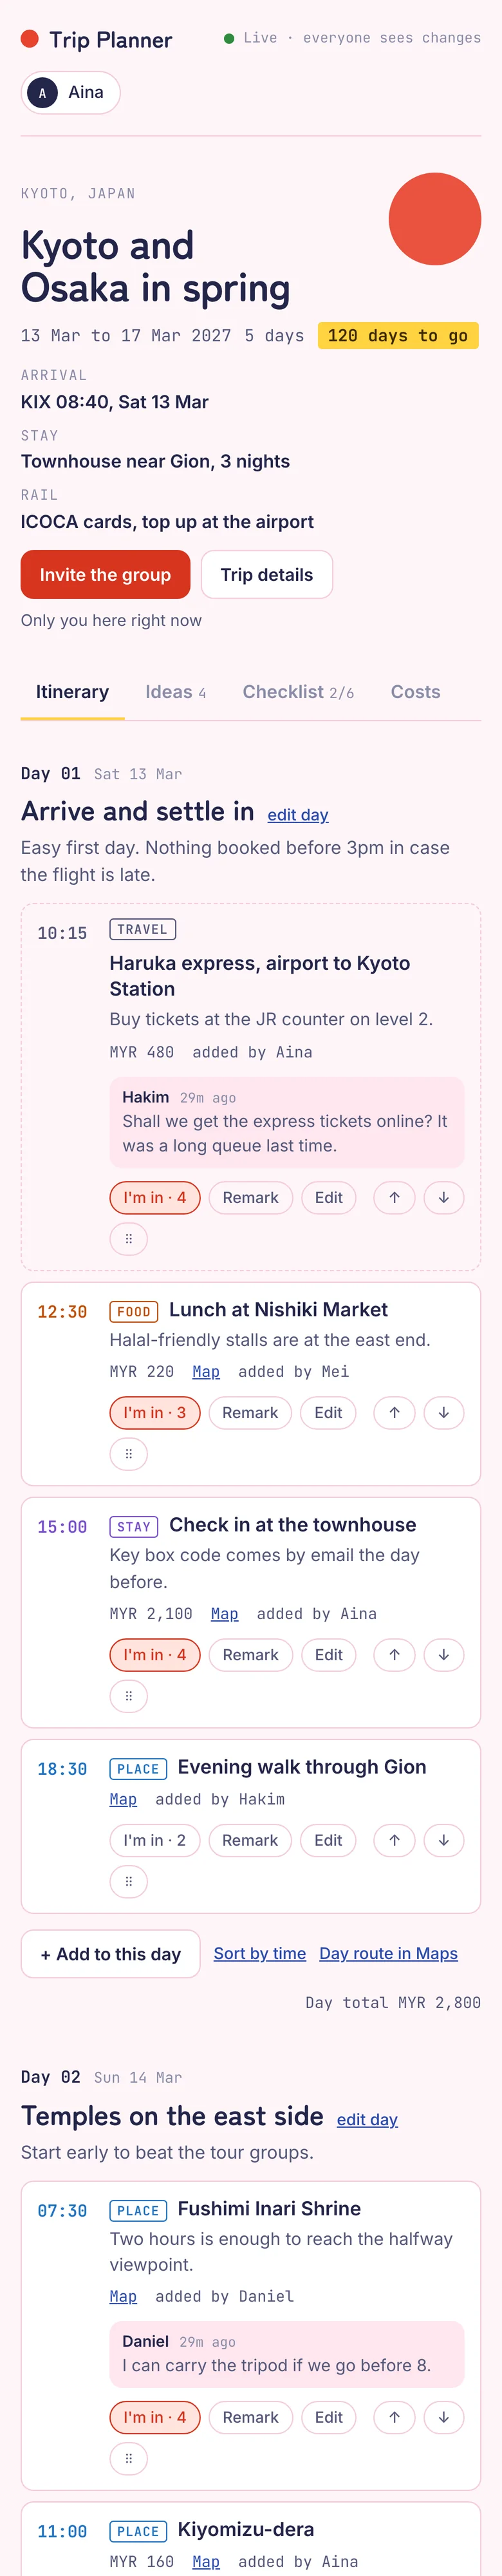 Trip Planner
Live · everyone sees changes
A Aina
KYOTO, JAPAN
Kyoto and
Osaka in spring
13 Mar to 17 Mar 2027 5 days 120 days to go
ARRIVAL
KIX 08:40, Sat 13 Mar
STAY
Townhouse near Gion, 3 nights
RAIL
ICOCA cards, top up at the airport
Invite the group Trip details
Only you here right now
Itinerary Ideas 4 Checklist 2/6 Costs
Day 01 Sat 13 Mar
Arrive and settle in edit day
Easy first day. Nothing booked before 3pm in case
the flight is late.
10:15 TRAVEL
Haruka express, airport to Kyoto
Station
Buy tickets at the JR counter on level 2.
MYR 480 added by Aina
Hakim 29m ago
Shall we get the express tickets online? It
was a long queue last time.
I'm in · 4 Remark Edit ↑ ↓
12:30 FOOD Lunch at Nishiki Market
Halal-friendly stalls are at the east end.
MYR 220 Map added by Mei
I'm in · 3 Remark Edit ↑ ↓
15:00 STAY Check in at the townhouse
Key box code comes by email the day
before.
MYR 2,100 Map added by Aina
I'm in · 4 Remark Edit ↑ ↓
18:30 PLACE Evening walk through Gion
Map added by Hakim
I'm in · 2 Remark Edit ↑ ↓
+ Add to this day Sort by time Day route in Maps
Day total MYR 2,800
Day 02 Sun 14 Mar
Temples on the east side edit day
Start early to beat the tour groups.
07:30 PLACE Fushimi Inari Shrine
Two hours is enough to reach the halfway
viewpoint.
Map added by Daniel
Daniel 29m ago
I can carry the tripod if we go before 8.
I'm in · 4 Remark Edit ↑ ↓
11:00 PLACE Kiyomizu-dera
MYR 160 Map added by Aina